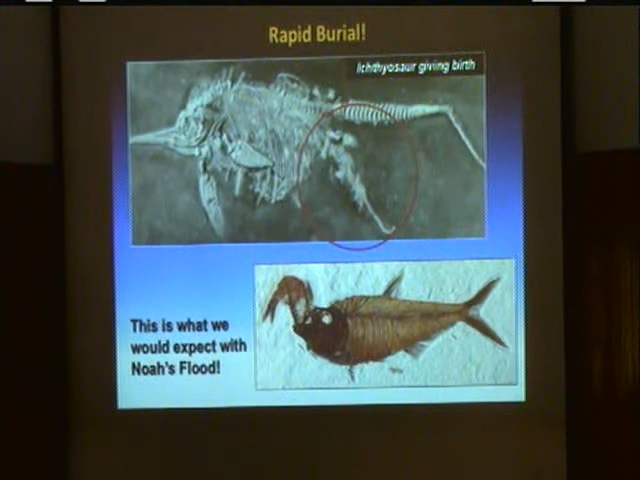 Rapid Burial!
Ichthyosaur giving birth
This is what we
would expect with
Noah's Flood!